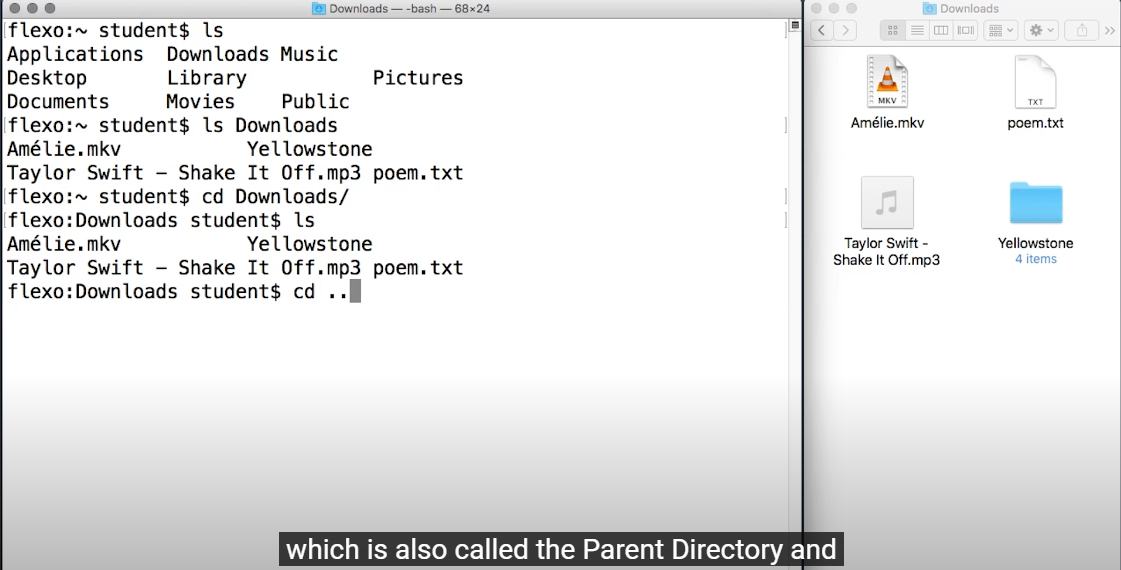 Downloads — -bash — 68×24
flexo:~ student$ ls
Applications Downloads Music
Desktop Library Pictures
Documents Movies Public
flexo:~ student$ ls Downloads
Amélie.mkv Yellowstone
Taylor Swift – Shake It Off.mp3 poem.txt
flexo:~ student$ cd Downloads/
flexo:Downloads student$ ls
Amélie.mkv Yellowstone
Taylor Swift – Shake It Off.mp3 poem.txt
flexo:Downloads student$ cd ..
Downloads
MKV
Amélie.mkv
TXT
poem.txt
Taylor Swift -
Shake It Off.mp3
Yellowstone
4 items
which is also called the Parent Directory and